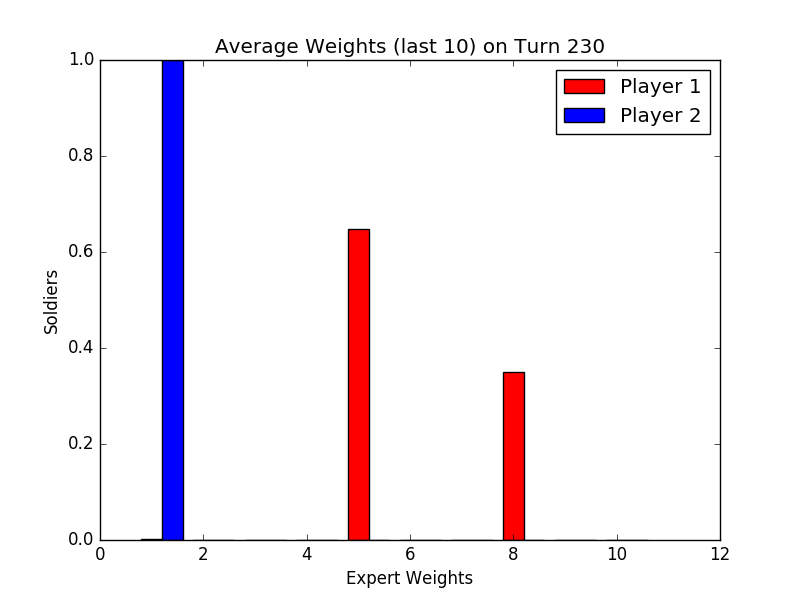 Average Weights (last 10) on Turn 230
Player 1
Player 2
1.0
0.8
0.6
0.4
0.2
0.0
Soldiers
0 2 4 6 8 10 12
Expert Weights